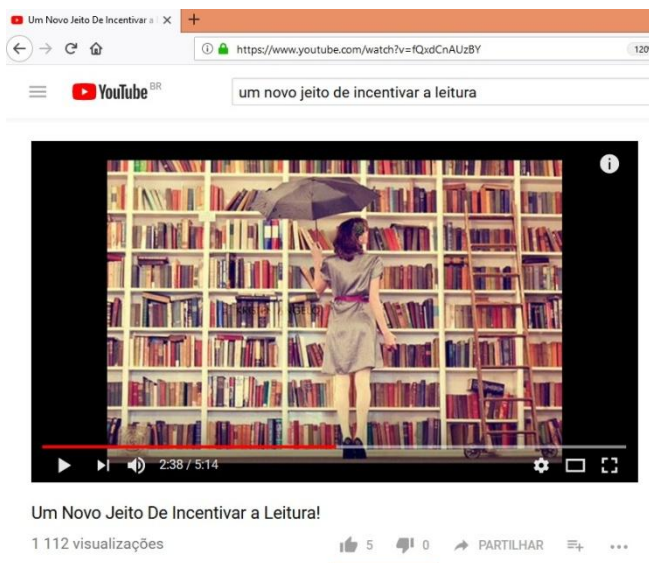 Um Novo Jeito De Incentivar a
https://www.youtube.com/watch?v=fQxdCnAUzBY
120%
YouTube BR
um novo jeito de incentivar a leitura
2:38 / 5:14
Um Novo Jeito De Incentivar a Leitura!
1 112 visualizações
5 0 PARTILHAR